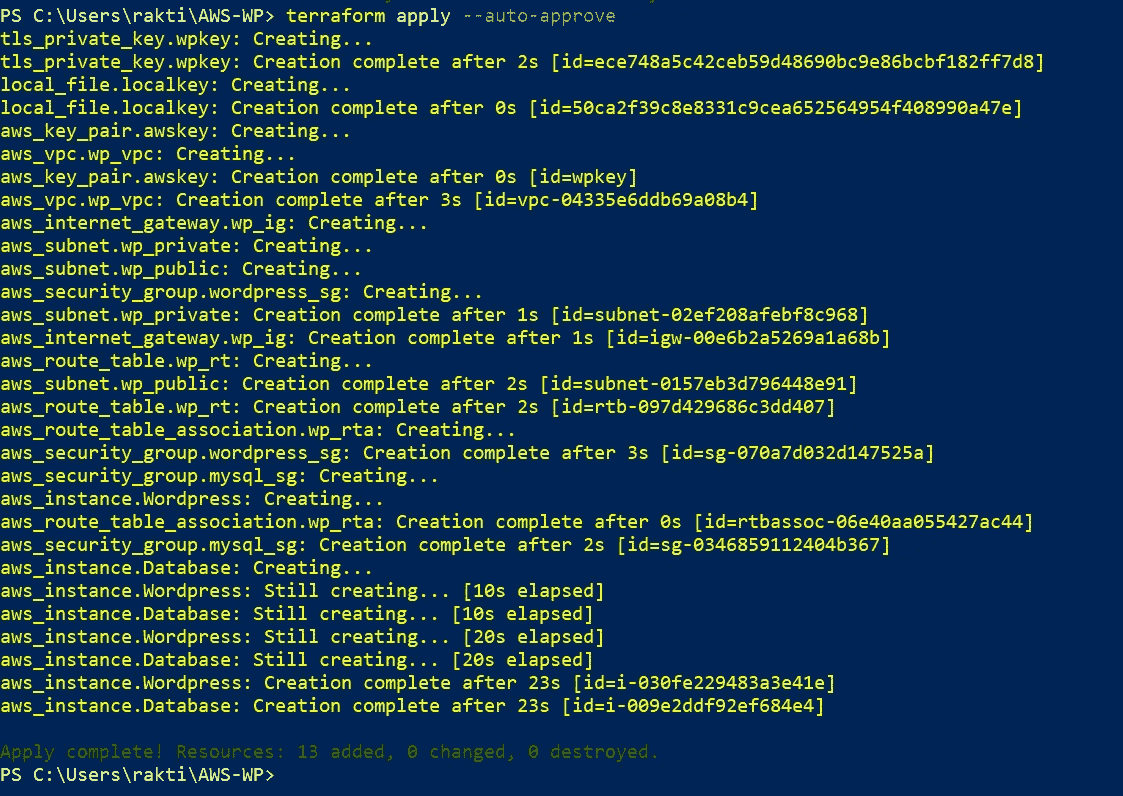 PS C:\Users\rakti\AWS-WP> terraform apply --auto-approve
tls_private_key.wpkey: Creating...
tls_private_key.wpkey: Creation complete after 2s [id=ece748a5c42ceb59d48690bc9e86bcbf182ff7d8]
local_file.localkey: Creating...
local_file.localkey: Creation complete after 0s [id=50ca2f39c8e8331c9cea652564954f408990a47e]
aws_key_pair.awskey: Creating...
aws_vpc.wp_vpc: Creating...
aws_key_pair.awskey: Creation complete after 0s [id=wpkey]
aws_vpc.wp_vpc: Creation complete after 3s [id=vpc-04335e6ddb69a08b4]
aws_internet_gateway.wp_ig: Creating...
aws_subnet.wp_private: Creating...
aws_subnet.wp_public: Creating...
aws_security_group.wordpress_sg: Creating...
aws_subnet.wp_private: Creation complete after 1s [id=subnet-02ef208afebf8c968]
aws_internet_gateway.wp_ig: Creation complete after 1s [id=igw-00e6b2a5269a1a68b]
aws_route_table.wp_rt: Creating...
aws_subnet.wp_public: Creation complete after 2s [id=subnet-0157eb3d796448e91]
aws_route_table.wp_rt: Creation complete after 2s [id=rtb-097d429686c3dd407]
aws_route_table_association.wp_rta: Creating...
aws_security_group.wordpress_sg: Creation complete after 3s [id=sg-070a7d032d147525a]
aws_security_group.mysql_sg: Creating...
aws_instance.Wordpress: Creating...
aws_route_table_association.wp_rta: Creation complete after 0s [id=rtbassoc-06e40aa055427ac44]
aws_security_group.mysql_sg: Creation complete after 2s [id=sg-0346859112404b367]
aws_instance.Database: Creating...
aws_instance.Wordpress: Still creating... [10s elapsed]
aws_instance.Database: Still creating... [10s elapsed]
aws_instance.Wordpress: Still creating... [20s elapsed]
aws_instance.Database: Still creating... [20s elapsed]
aws_instance.Wordpress: Creation complete after 23s [id=i-030fe229483a3e41e]
aws_instance.Database: Creation complete after 23s [id=i-009e2ddf92ef684e4]
Apply complete! Resources: 13 added, 0 changed, 0 destroyed.
PS C:\Users\rakti\AWS-WP>